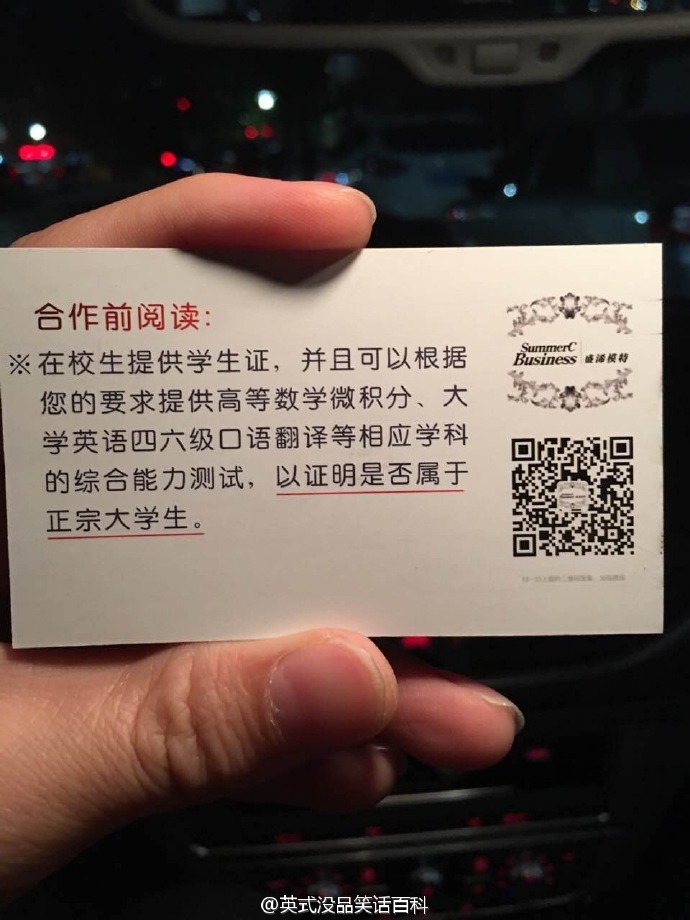 合作前阅读:
※在校生提供学生证,并且可以根据
您的要求提供高等数学微积分、大
学英语四六级口语翻译等相应学科
的综合能力测试,以证明是否属于
正宗大学生。
SummerC
Business 盛浠模特
@英式没品笑话百科